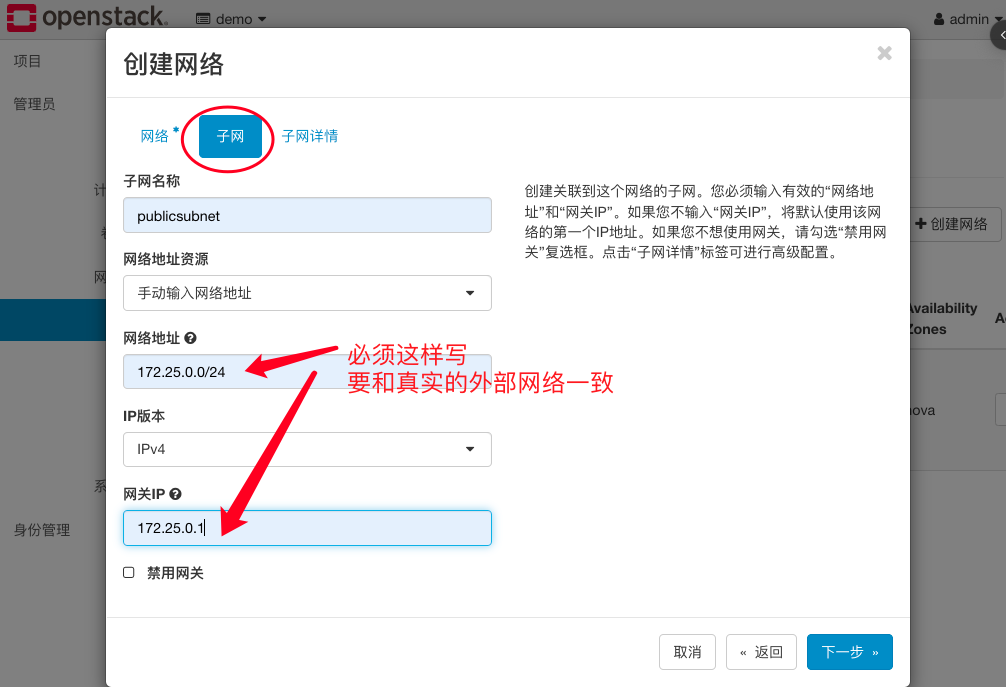 openstack.
demo
admin
项目
管理员
创建网络
网络 *
子网
子网详情
子网名称
publicsubnet
网络地址资源
手动输入网络地址
网络地址
172.25.0.0/24
必须这样写
要和真实的外部网络一致
IP版本
IPv4
网关IP
172.25.0.1
禁用网关
创建关联到这个网络的子网。您必须输入有效的“网络地
址”和“网关IP”。如果您不输入“网关IP”，将默认使用该网
络的第一个IP地址。如果您不想使用网关，请勾选“禁用网
关”复选框。点击“子网详情”标签可进行高级配置。
计
网
系
身份管理
+ 创建网络
Availability
Zones
nova
取消
« 返回
下一步 »